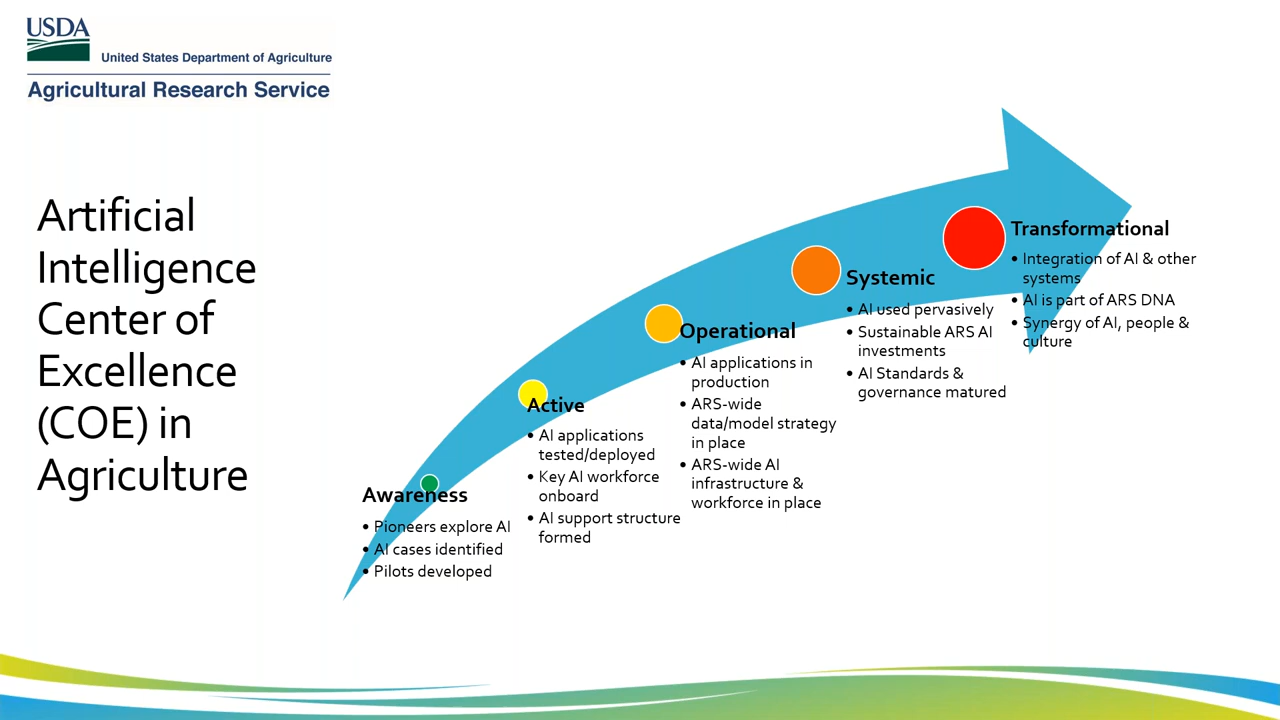 USDA
United States Department of Agriculture
Agricultural Research Service
Artificial
Intelligence
Center of
Excellence
(COE) in
Agriculture
Awareness
• Pioneers explore AI
• AI cases identified
• Pilots developed
Active
• AI applications
tested/deployed
• Key AI workforce
onboard
• AI support structure
formed
Operational
• AI applications in
production
• ARS-wide
data/model strategy
in place
• ARS-wide AI
infrastructure &
workforce in place
Systemic
• AI used pervasively
• Sustainable ARS AI
investments
• AI Standards &
governance matured
Transformational
• Integration of AI & other
systems
• AI is part of ARS DNA
• Synergy of AI, people &
culture